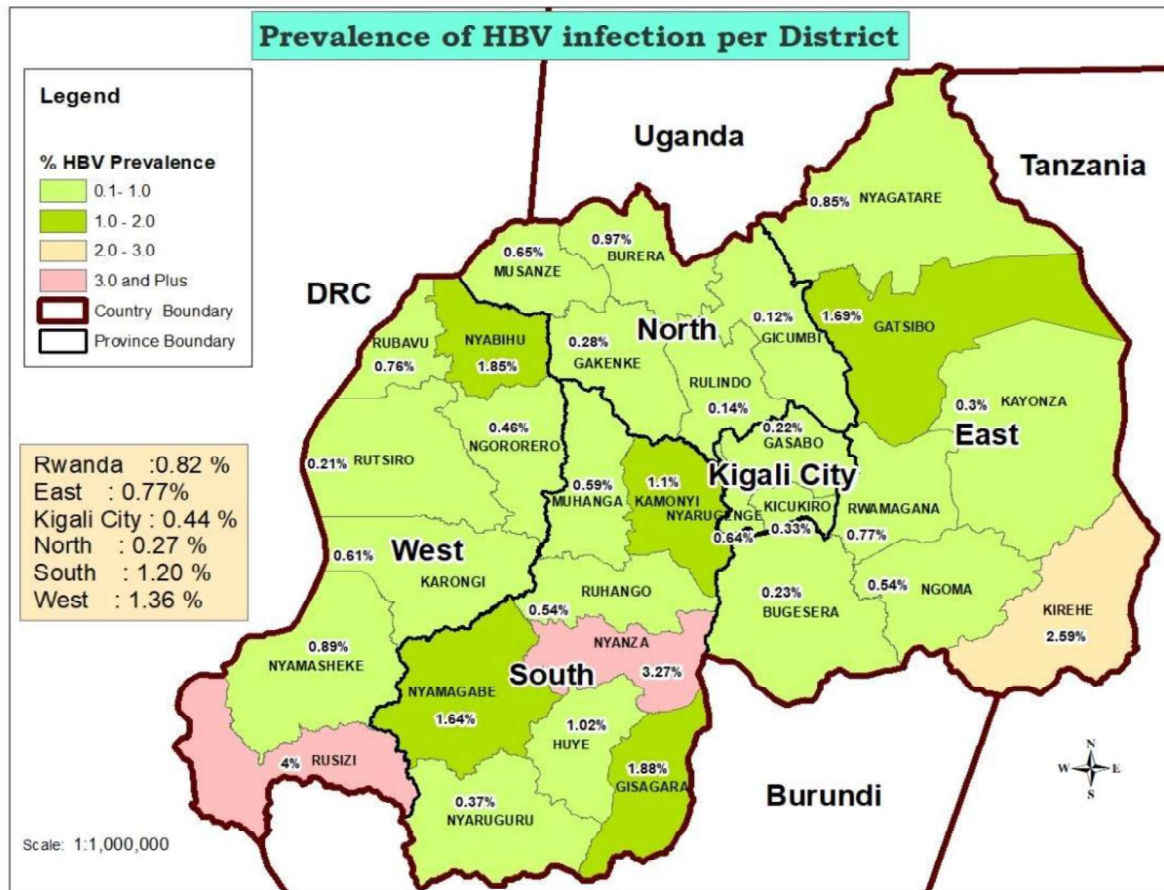 Prevalence of HBV infection per District
Legend
% HBV Prevalence
0.1- 1.0
1.0 - 2.0
2.0 - 3.0
3.0 and Plus
Country Boundary
Province Boundary
Uganda
Tanzania
DRC
Burundi
North
East
Kigali City
West
South
0.85%
NYAGATARE
0.97%
BURERA
0.65%
MUSANZE
1.69%
GATSIBO
0.12%
GICUMBI
0.28%
GAKENKE
RULINDO
0.14%
RUBAVU
0.76%
NYABIHU
1.85%
0.3%
KAYONZA
0.46%
NGORORERO
0.21%
RUTSIRO
0.22%
GASABO
0.59%
MUHANGA
1.1%
KAMONYI
NYARUGENGE
0.64%
KICUKIRO
0.33%
RWAMAGANA
0.77%
0.61%
KARONGI
RUHANGO
0.54%
0.23%
BUGESERA
0.54%
NGOMA
KIREHE
2.59%
0.89%
NYAMASHEKE
NYANZA
3.27%
NYAMAGABE
1.64%
1.02%
HUYE
1.88%
GISAGARA
4%
RUSIZI
0.37%
NYARUGURU
Rwanda :0.82 %
East : 0.77%
Kigali City : 0.44 %
North : 0.27 %
South : 1.20 %
West : 1.36 %
N
W
E
S
Scale: 1:1,000,000